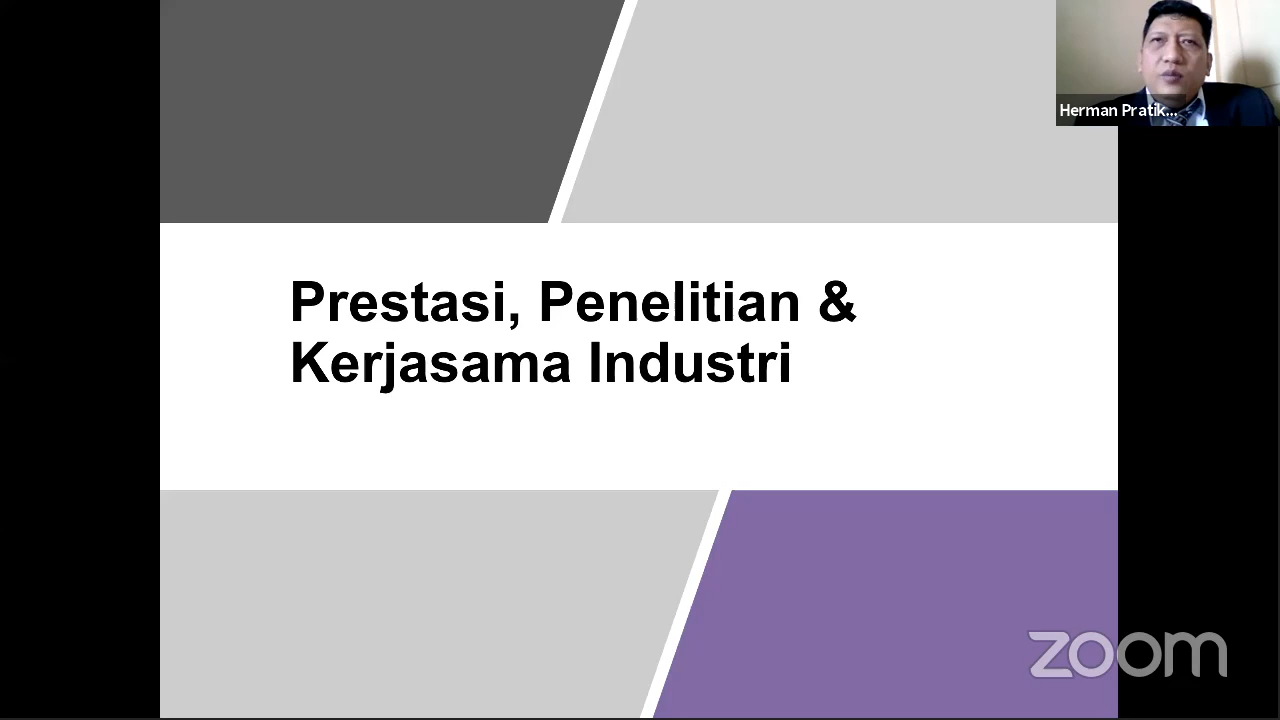 Herman Pratik...
Prestasi, Penelitian &
Kerjasama Industri
zoom